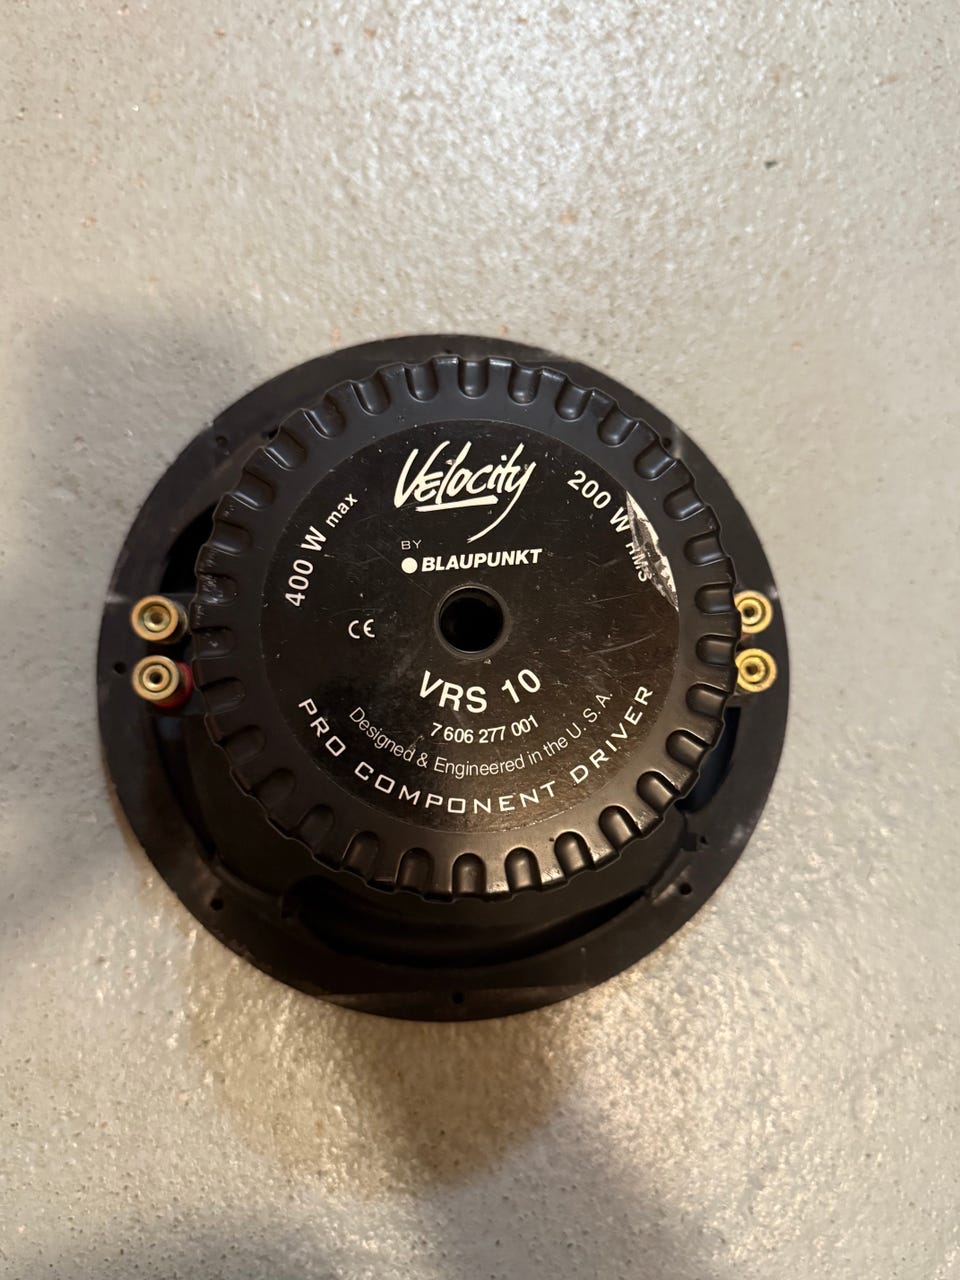 Velocity
BY
BLAUPUNKT
400 W max
200 W RMS
CE
VRS 10
7 606 277 001
Designed & Engineered in the U. S. A.
PRO COMPONENT DRIVER